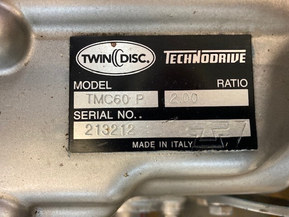 TWIN DISC. TECHNODRIVE
MODEL RATIO
TMC60 P 2.00
SERIAL NO.
213212
MADE IN ITALY